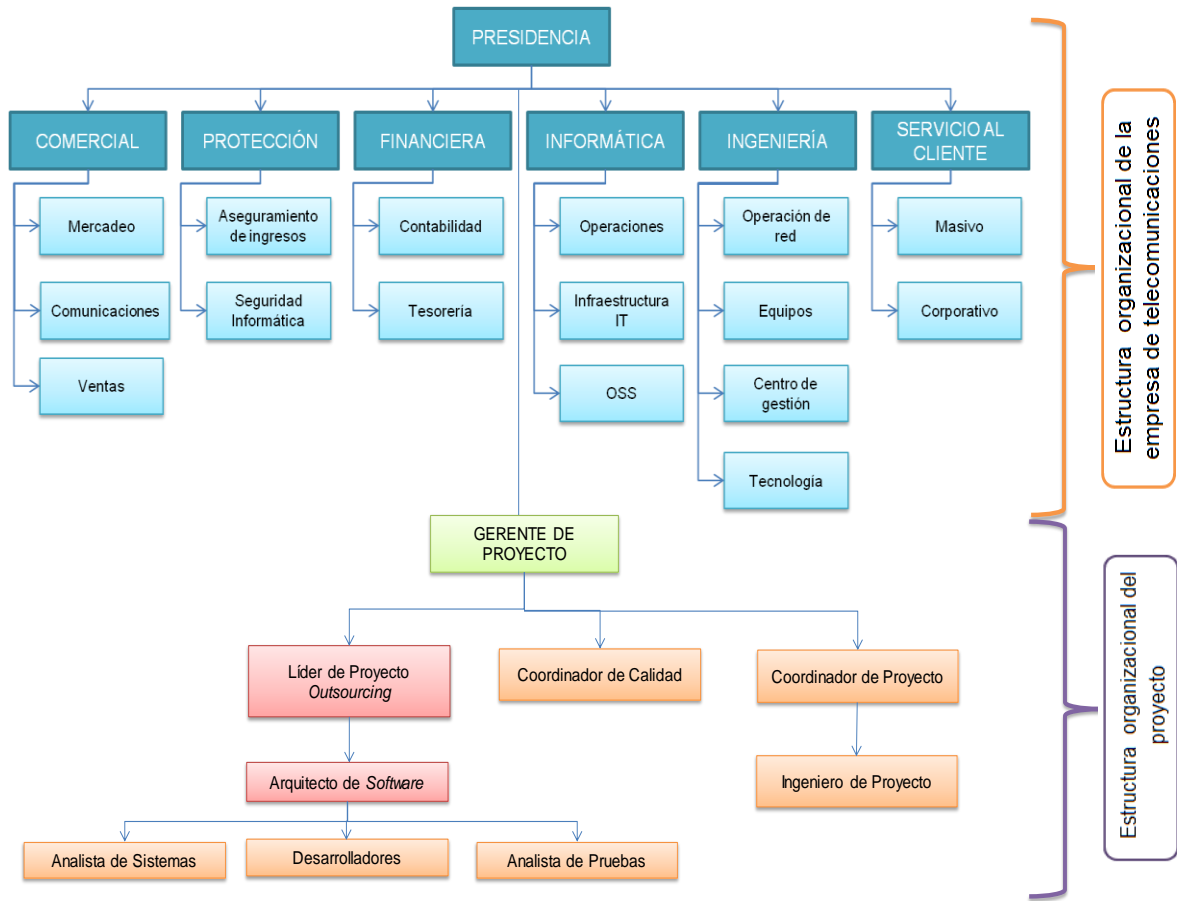 PRESIDENCIA
COMERCIAL
PROTECCIÓN
FINANCIERA
INFORMÁTICA
INGENIERÍA
SERVICIO AL
CLIENTE
Mercadeo
Aseguramiento
de ingresos
Contabilidad
Operaciones
Operación de
red
Masivo
Comunicaciones
Seguridad
Informática
Tesorería
Infraestructura
IT
Equipos
Corporativo
Ventas
OSS
Centro de
gestión
Tecnología
Estructura organizacional de la
empresa de telecomunicaciones
GERENTE DE
PROYECTO
Líder de Proyecto
Outsourcing
Coordinador de Calidad
Coordinador de Proyecto
Arquitecto de Software
Ingeniero de Proyecto
Analista de Sistemas
Desarrolladores
Analista de Pruebas
Estructura organizacional del
proyecto